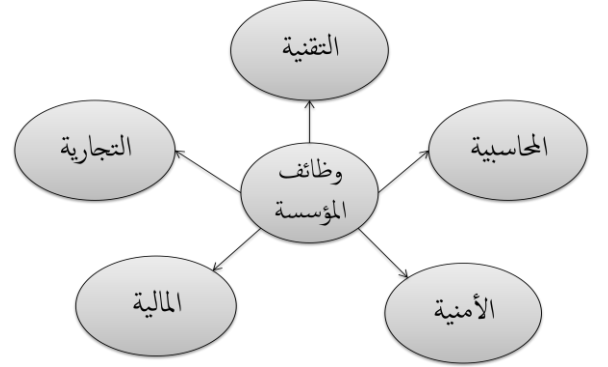 التقنية
المحاسبية
التجارية
وظائف
المؤسسة
الأمنية
المالية